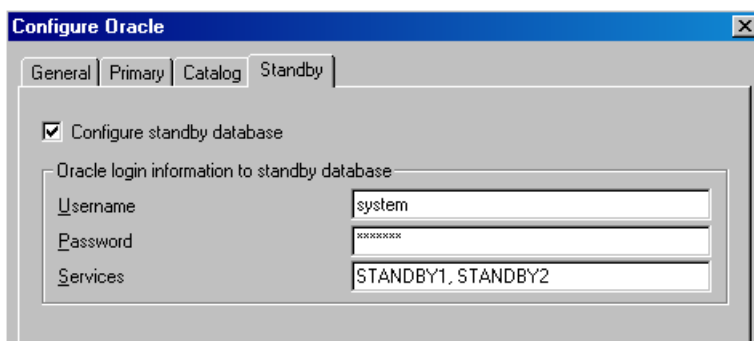 Configure Oracle
General Primary Catalog Standby
Configure standby database
Oracle login information to standby database
Username system
Password *******
Services STANDBY1, STANDBY2